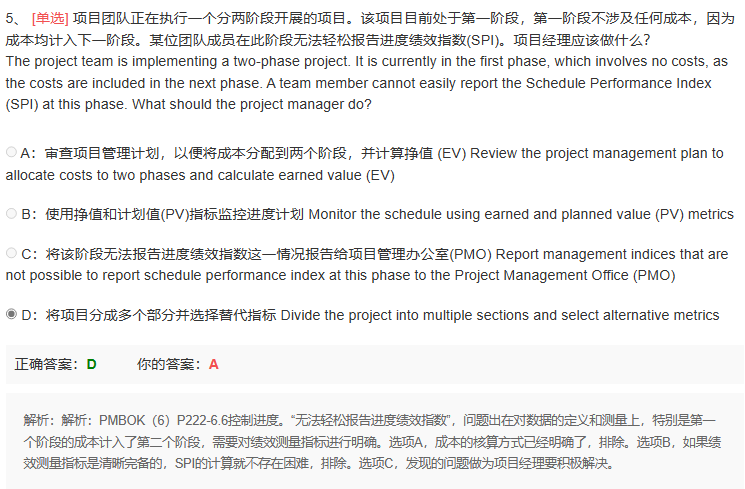 5、 [单选] 项目团队正在执行一个分两阶段开展的项目。该项目目前处于第一阶段，第一阶段不涉及任何成本，因为
成本均计入下一阶段。某位团队成员在此阶段无法轻松报告进度绩效指数(SPI)。项目经理应该做什么？
The project team is implementing a two-phase project. It is currently in the first phase, which involves no costs, as
the costs are included in the next phase. A team member cannot easily report the Schedule Performance Index
(SPI) at this phase. What should the project manager do?
A：审查项目管理计划，以便将成本分配到两个阶段，并计算挣值 (EV) Review the project management plan to
allocate costs to two phases and calculate earned value (EV)
B：使用挣值和计划值(PV)指标监控进度计划 Monitor the schedule using earned and planned value (PV) metrics
C：将该阶段无法报告进度绩效指数这一情况报告给项目管理办公室(PMO) Report management indices that are
not possible to report schedule performance index at this phase to the Project Management Office (PMO)
D：将项目分成多个部分并选择替代指标 Divide the project into multiple sections and select alternative metrics
正确答案：D 你的答案：A
解析：解析：PMBOK（6）P222-6.6控制进度。“无法轻松报告进度绩效指数”，问题出在对数据的定义和测量上，特别是第一
个阶段的成本计入了第二个阶段，需要对绩效测量指标进行明确。选项A，成本的核算方式已经明确了，排除。选项B，如果绩
效测量指标是清晰完备的，SPI的计算就不存在困难，排除。选项C，发现的问题做为项目经理要积极解决。